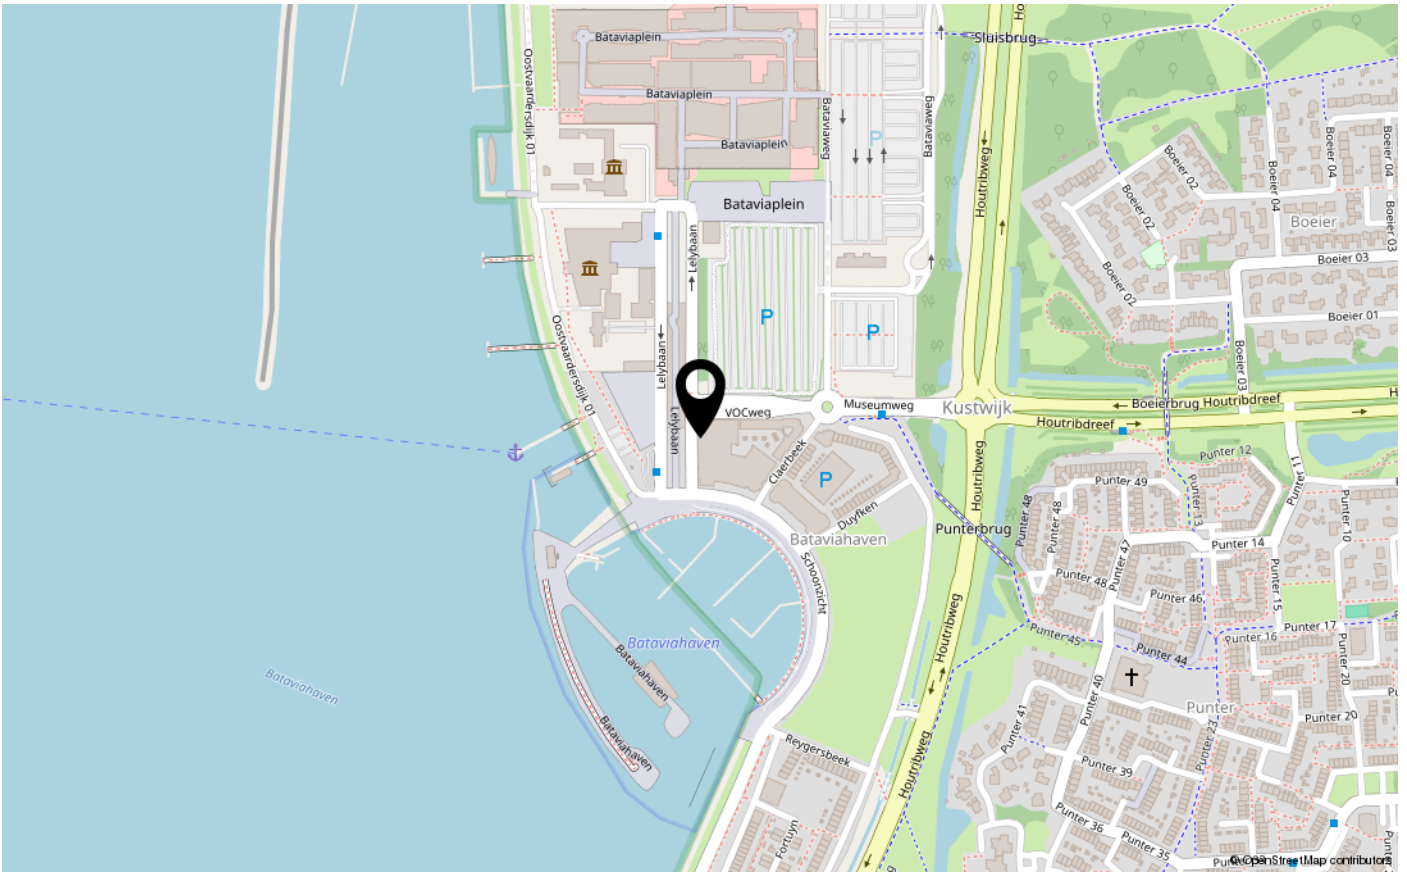 Sluisbrug
Ho
Bataviaplein
Oostvaardersdijk 01
Bataviaplein
Bataviaweg
Bataviaweg
P
Bataviaplein
Houtribweg
Boeier 02
Boeier 04
Boeier 04
Boeier 04
Bataviaplein
Boeier 02
Boeier
Boeier 03
Lelybaan
Boeier 03
Boeier 02
P
P
Boeier 01
Oostvaardersdijk 01
Lelybaan
Boeier 03
VOCweg
Museumweg
Kustwijk
Boeierbrug Houtribdreef
H
Houtribdreef
Lelybaan
Claerbeek
P
Houtribweg
Punter 12
Punter 11
Punter 49
Punter 13
Punter 48
Punter 48
Punter 10
Duyfken
Punterbrug
Bataviahaven
Punter 14
Punter 47
Schoonzicht
Punter 48
Punter 15
Punter 46
Houtribweg
Punter 45
Punter 16
Punter 17
Bataviahaven
Punter 44
Bataviahaven
Bataviahaven
Punter 40
Punter 20
Punter
Punter 20
Punter 41
Punter 23
Bataviahaven
Reygersbeek
Houtribweg
Punter 39
Punter 36
Punter 35
Fortuyn
© OpenStreetMap contributors